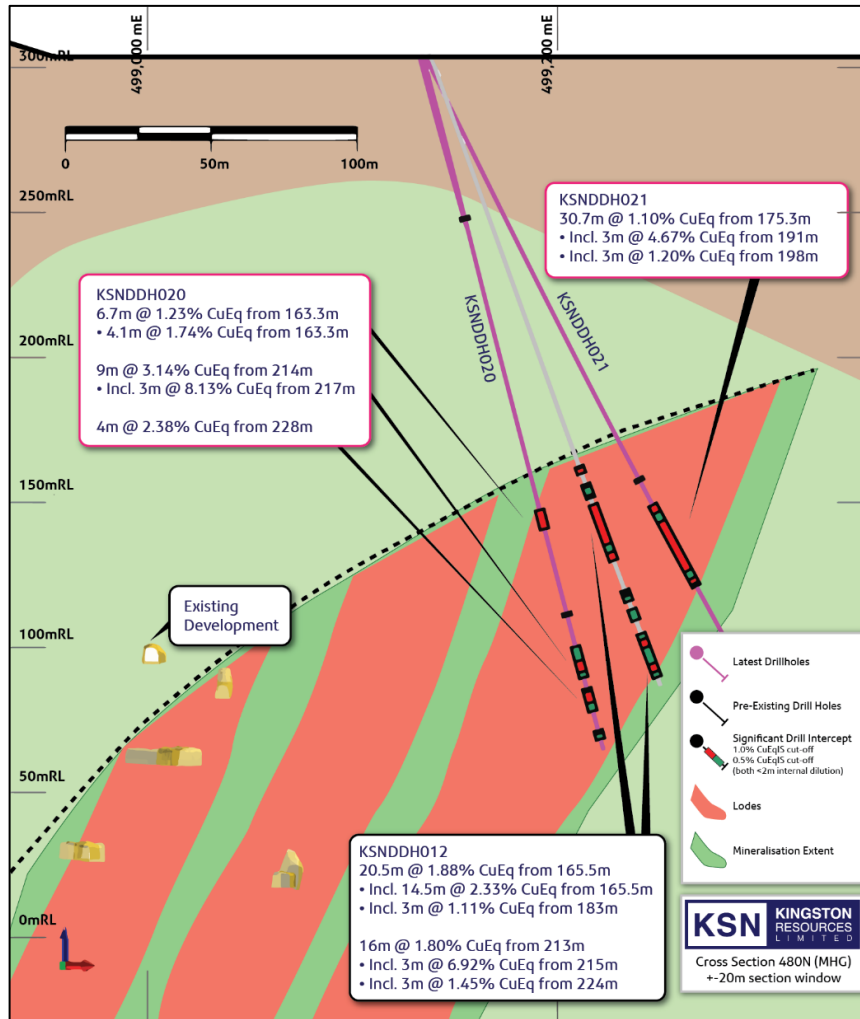 499,000 mE
499,200 mE
300mRL
0
50m
100m
250mRL
KSNDDH021
30.7m @ 1.10% CuEq from 175.3m
• Incl. 3m @ 4.67% CuEq from 191m
• Incl. 3m @ 1.20% CuEq from 198m
KSNDDH020
6.7m @ 1.23% CuEq from 163.3m
• 4.1m @ 1.74% CuEq from 163.3m
9m @ 3.14% CuEq from 214m
• Incl. 3m @ 8.13% CuEq from 217m
4m @ 2.38% CuEq from 228m
KSNDDH020
KSNDDH021
200mRL
150mRL
Existing
Development
100mRL
50mRL
0mRL
Latest Drillholes
Pre-Existing Drill Holes
Significant Drill Intercept
1.0% CuEqIS cut-off
0.5% CuEqIS cut-off
(both <2m internal dilution)
Lodes
Mineralisation Extent
KSNDDH012
20.5m @ 1.88% CuEq from 165.5m
• Incl. 14.5m @ 2.33% CuEq from 165.5m
• Incl. 3m @ 1.11% CuEq from 183m
16m @ 1.80% CuEq from 213m
• Incl. 3m @ 6.92% CuEq from 215m
• Incl. 3m @ 1.45% CuEq from 224m
KSN
KINGSTON
RESOURCES
LIMITED
Cross Section 480N (MHG)
+-20m section window